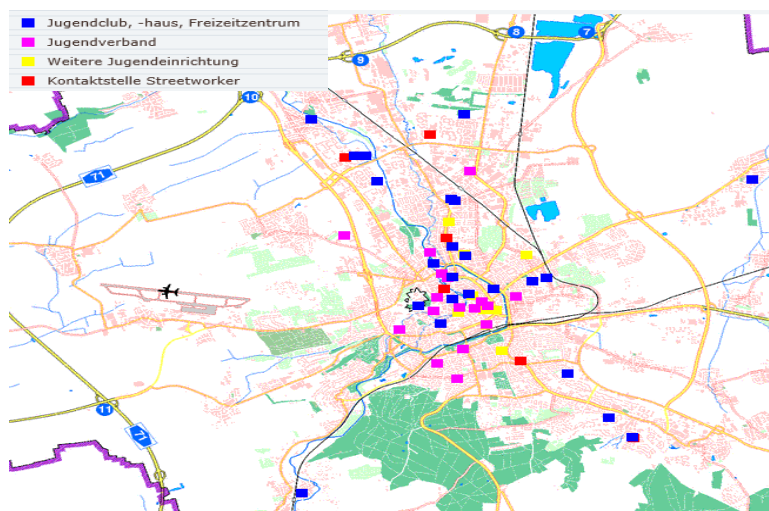 Jugendclub, -haus, Freizeitzentrum
Jugendverband
Weitere Jugendeinrichtung
Kontaktstelle Streetworker
8
7
9
10
71
11
71